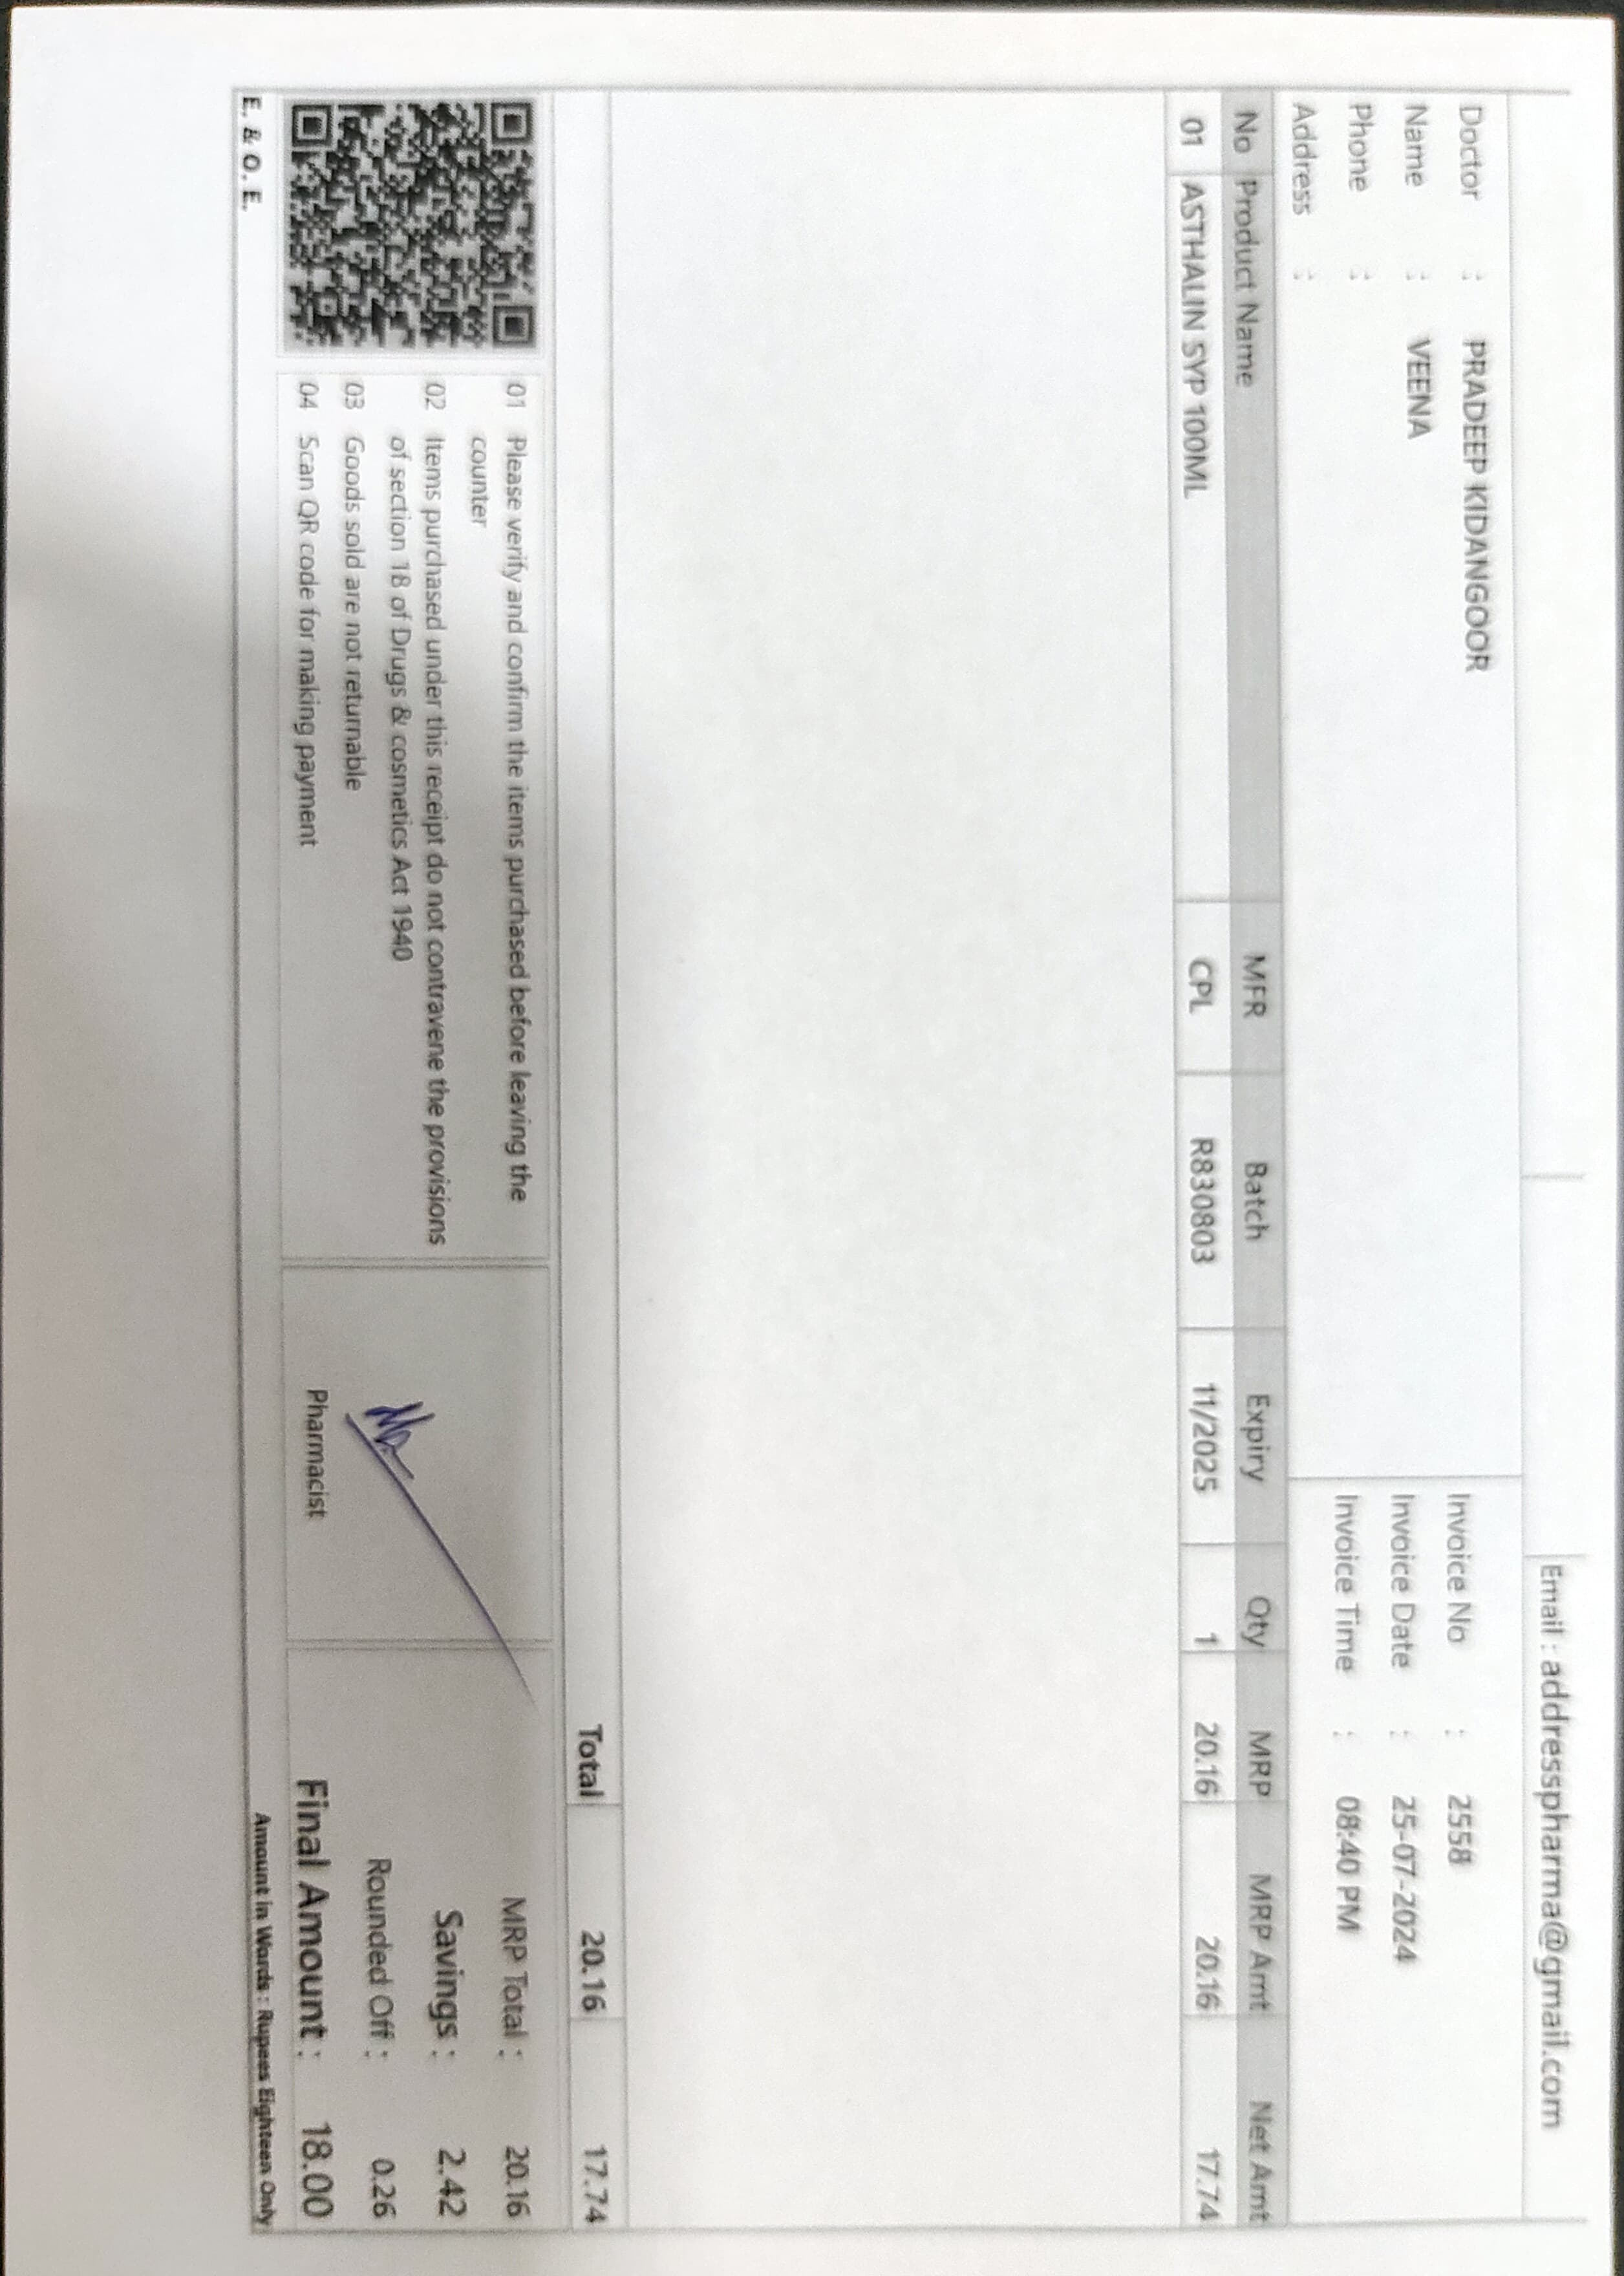 Email : addresspharma@gmail.com
Doctor : PRADEEP KIDANGOOR
Name : VEENA
Phone :
Address :
Invoice No : 2558
Invoice Date : 25-07-2024
Invoice Time : 08:40 PM
No Product Name MFR Batch Expiry Qty MRP MRP Amt Net Amt
01 ASTHALIN SYP 100ML CPL R830803 11/2025 1 20.16 20.16 17.74
Total 20.16 17.74
01 Please verify and confirm the items purchased before leaving the
counter
02 Items purchased under this receipt do not contravene the provisions
of section 18 of Drugs & cosmetics Act 1940
03 Goods sold are not returnable
04 Scan QR code for making payment
Pharmacist
MRP Total : 20.16
Savings : 2.42
Rounded Off : 0.26
Final Amount : 18.00
E. & O. E.
Amount in Words : Rupees Eighteen Only